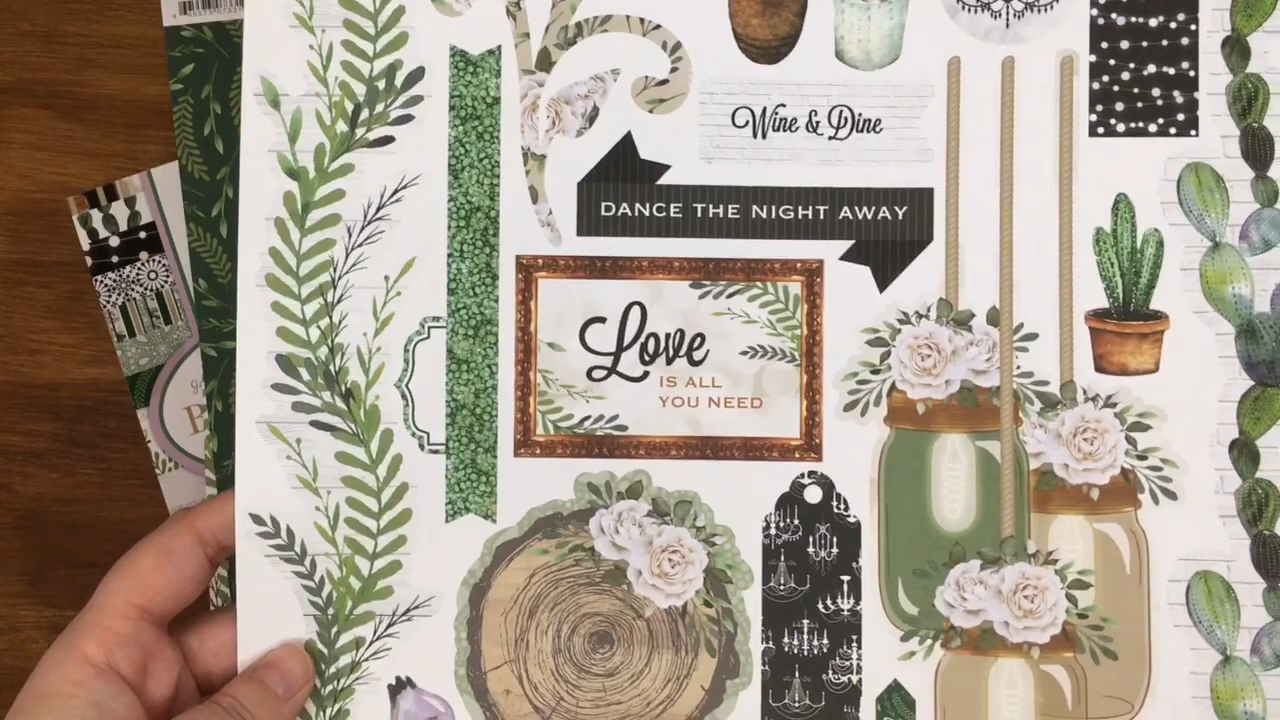 Wine & Dine
DANCE THE NIGHT AWAY
Love
IS ALL
YOU NEED
B